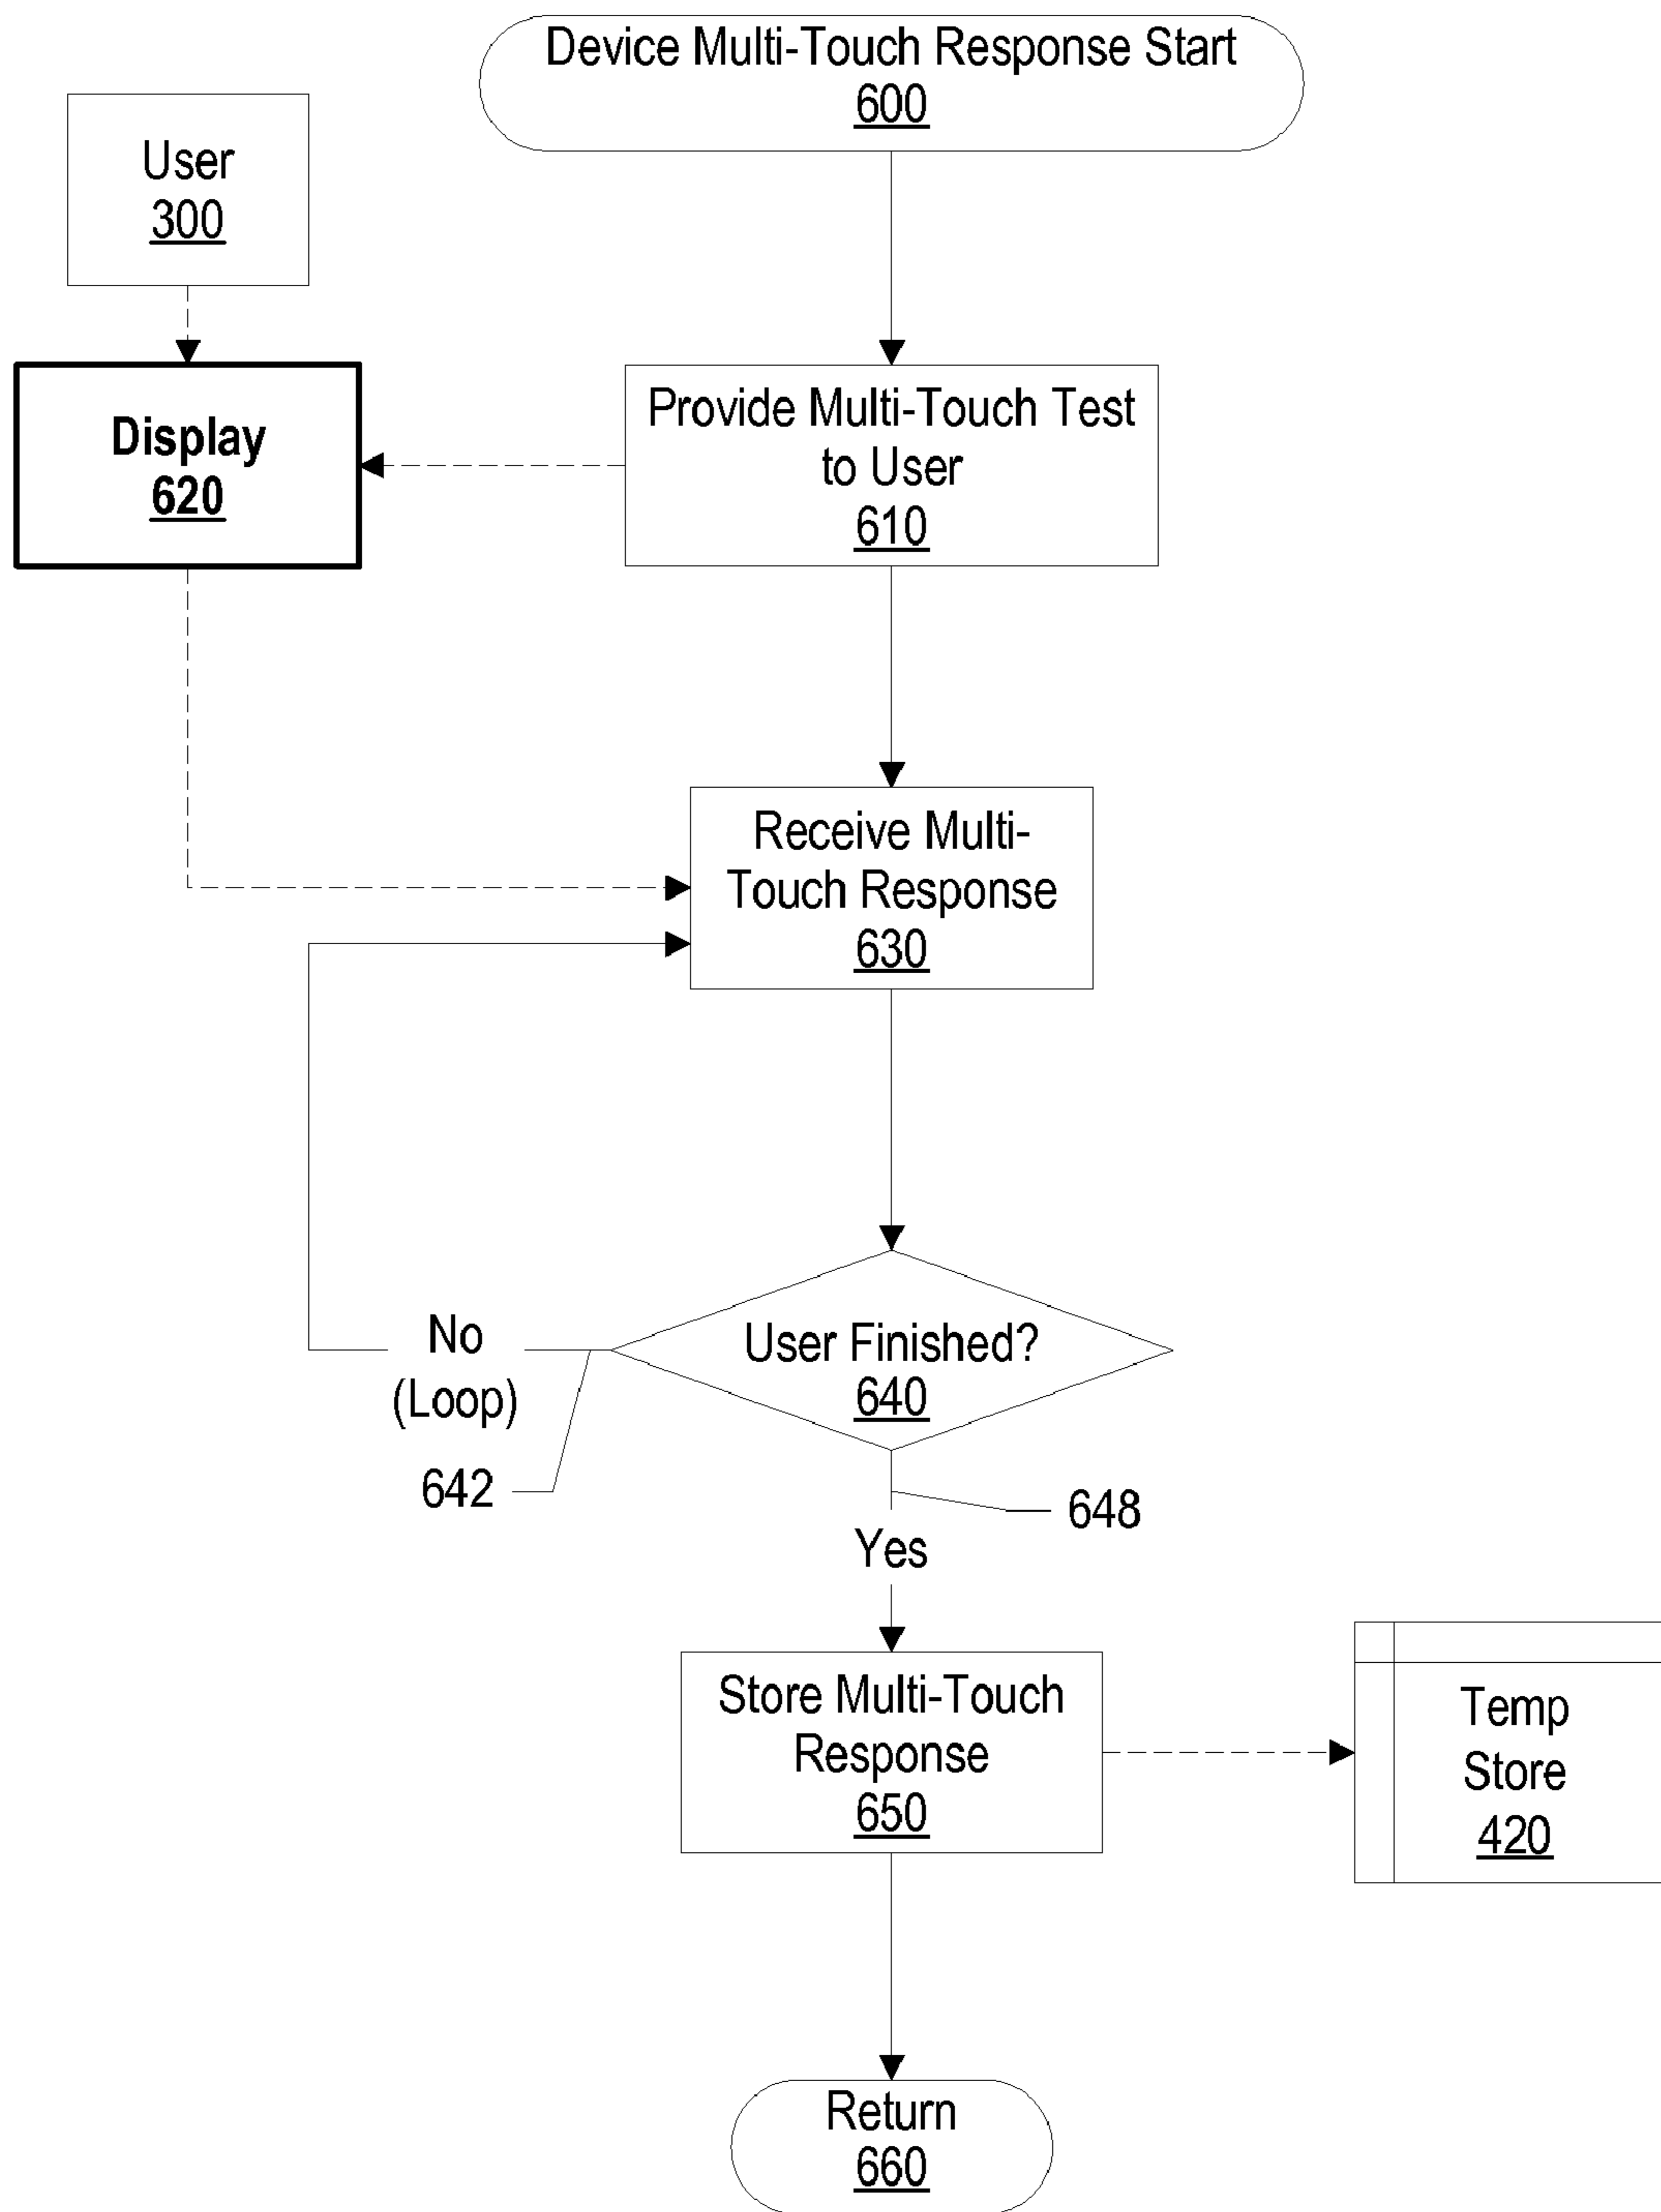 Device Multi-Touch Response Start
600
User
300
Display
620
Provide Multi-Touch Test
to User
610
Receive Multi-
Touch Response
630
User Finished?
640
No
(Loop)
642
648
Yes
Store Multi-Touch
Response
650
Temp
Store
420
Return
660